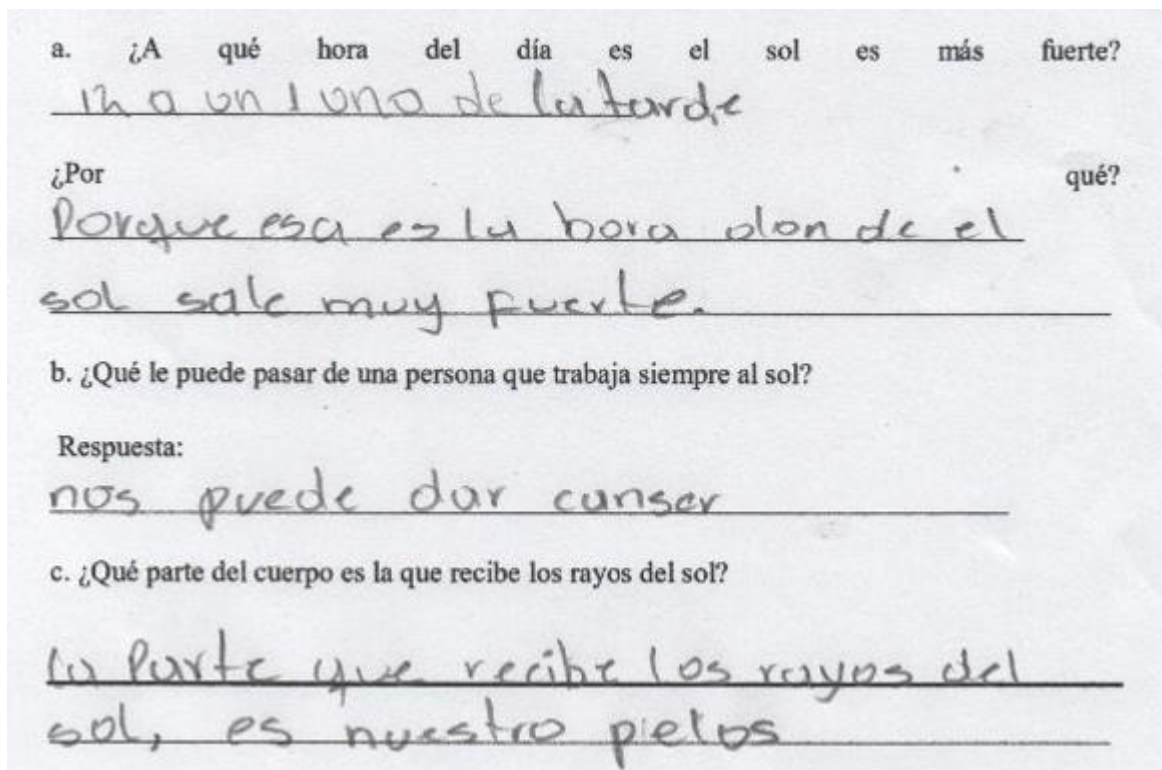 a. ¿A qué hora del día es el sol es más fuerte?
12 a un 1 uno de la tarde
¿Por qué?
Porque esa es la hora don de el
sol sale muy fuerte.
b. ¿Qué le puede pasar de una persona que trabaja siempre al sol?
Respuesta:
nos puede dar canser
c. ¿Qué parte del cuerpo es la que recibe los rayos del sol?
la Parte que recibe los rayos del
sol, es nuestro pielos